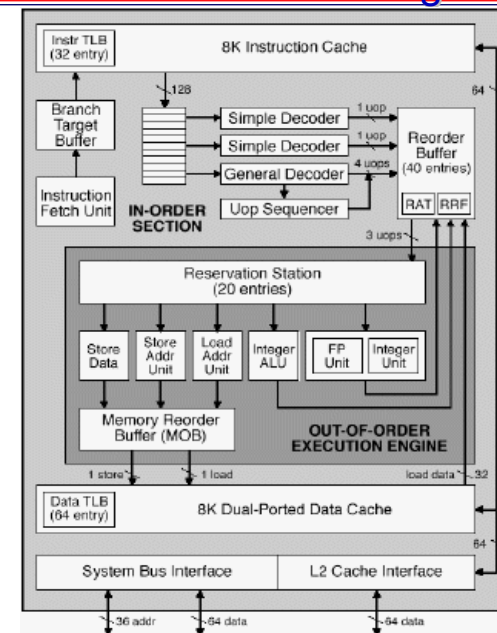 Instr TLB
(32 entry)
8K Instruction Cache
128
64
Branch
Target
Buffer
Instruction
Fetch Unit
Simple Decoder
1 uop
Simple Decoder
1 uop
General Decoder
4 uops
Uop Sequencer
IN-ORDER
SECTION
Reorder
Buffer
(40 entries)
RAT
RRF
3 uops
Reservation Station
(20 entries)
Store
Data
Store
Addr
Unit
Load
Addr
Unit
Integer
ALU
FP
Unit
Integer
Unit
Memory Reorder
Buffer (MOB)
OUT-OF-ORDER
EXECUTION ENGINE
1 store
1 load
load data
32
Data TLB
(64 entry)
8K Dual-Ported Data Cache
64
System Bus Interface
L2 Cache Interface
36 addr
64 data
64 data